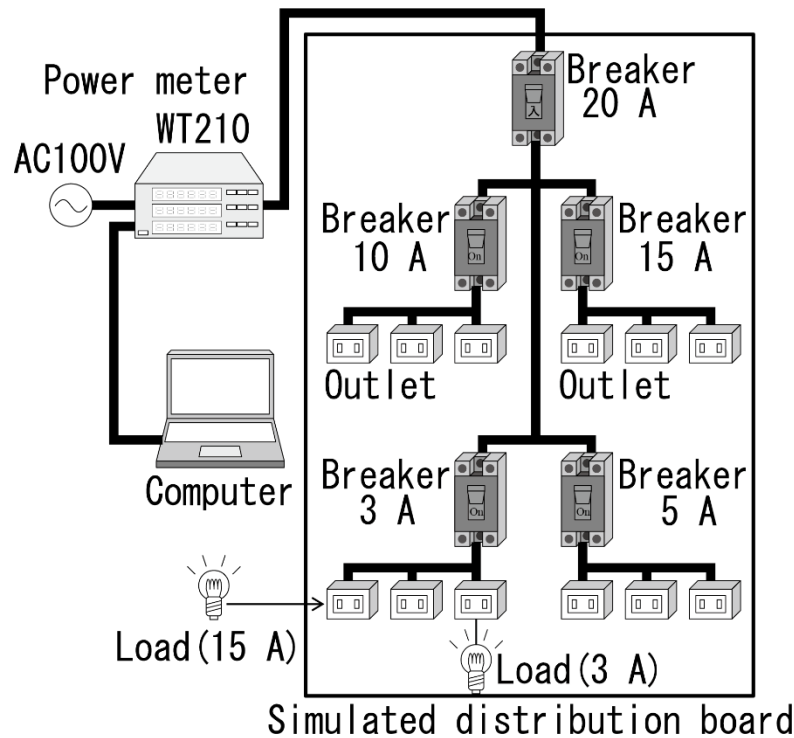 Power meter
WT210
AC100V
Breaker
20 A
入
Breaker
10 A
On
Breaker
15 A
On
Outlet
Outlet
Computer
Breaker
3 A
On
Breaker
5 A
On
Load(15 A)
Load(3 A)
Simulated distribution board